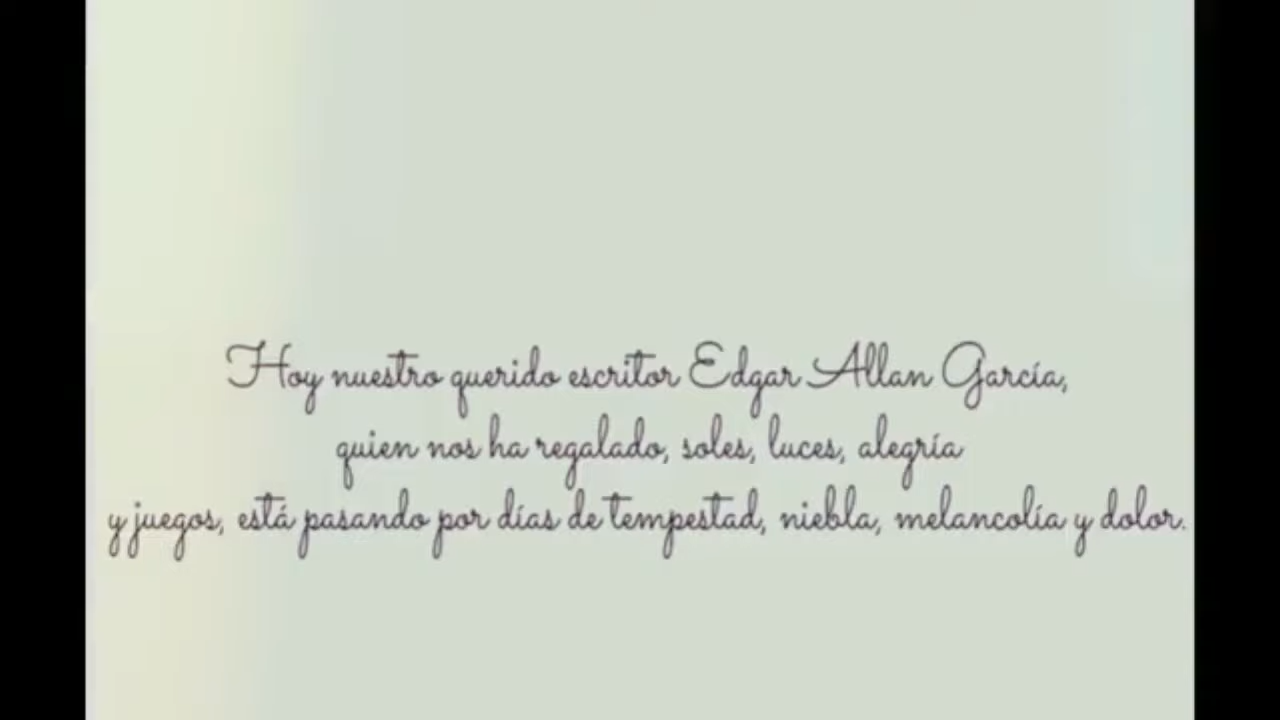 Hoy nuestro querido escritor Edgar Allan García,
quien nos ha regalado, soles, luces, alegría
y juegos, está pasando por días de tempestad, niebla, melancolía y dolor.